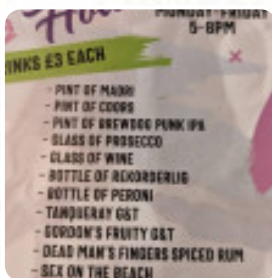 MONDAY-FRIDAY
5-8PM
DRINKS £3 EACH
- PINT OF MADRI
- PINT OF COORS
- PINT OF BREWDOG PUNK IPA
- GLASS OF PROSECCO
- GLASS OF WINE
- BOTTLE OF REKORDERLIG
- BOTTLE OF PERONI
- TANQUERAY G&T
- GORDON'S FRUITY G&T
- DEAD MAN'S FINGERS SPICED RUM
- SEX ON THE BEACH